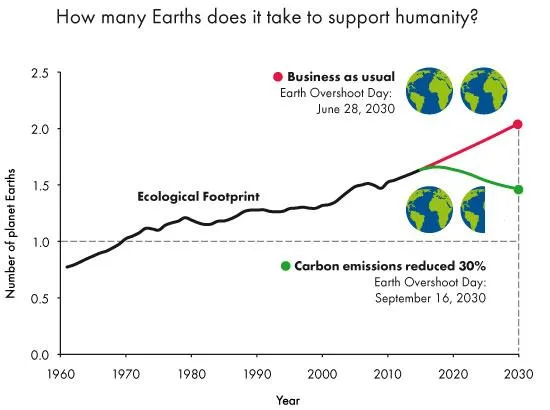 How many Earths does it take to support humanity?
2.5
Business as usual
Earth Overshoot Day:
June 28, 2030
2.0
Number of planet Earths
1.5
Ecological Footprint
1.0
Carbon emissions reduced 30%
Earth Overshoot Day:
September 16, 2030
0.5
0.0
1960 1970 1980 1990 2000 2010 2020 2030
Year